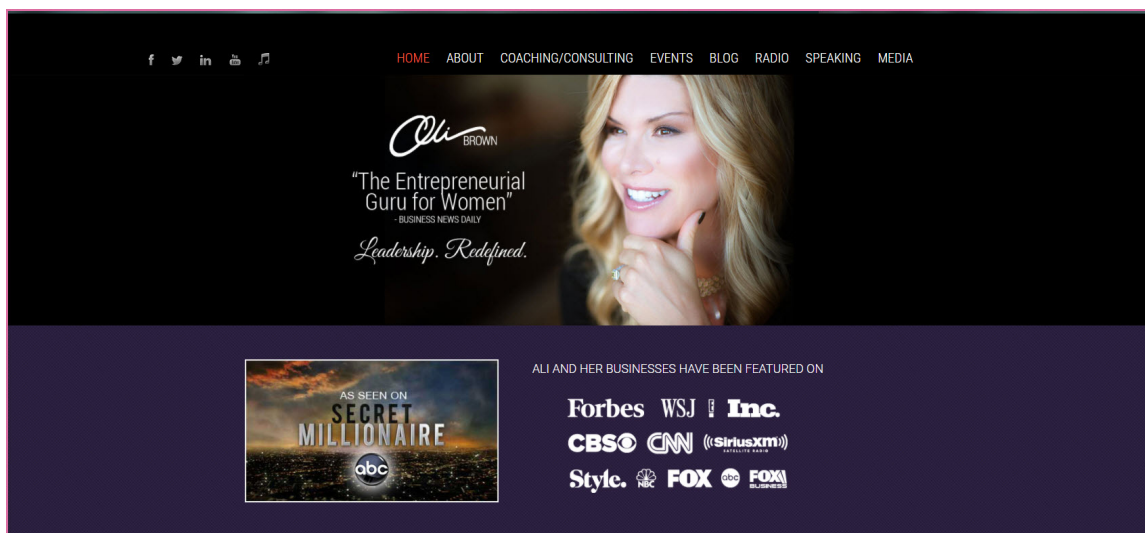 HOME ABOUT COACHING/CONSULTING EVENTS BLOG RADIO SPEAKING MEDIA
Ali BROWN
“The Entrepreneurial
Guru for Women”
- BUSINESS NEWS DAILY
Leadership. Redefined.
AS SEEN ON
SECRET
MILLIONAIRE
abc
ALI AND HER BUSINESSES HAVE BEEN FEATURED ON
Forbes WSJ E! Inc.
CBS CNN ((SiriusXM))
SATELLITE RADIO
Style. NBC FOX abc FOX
BUSINESS